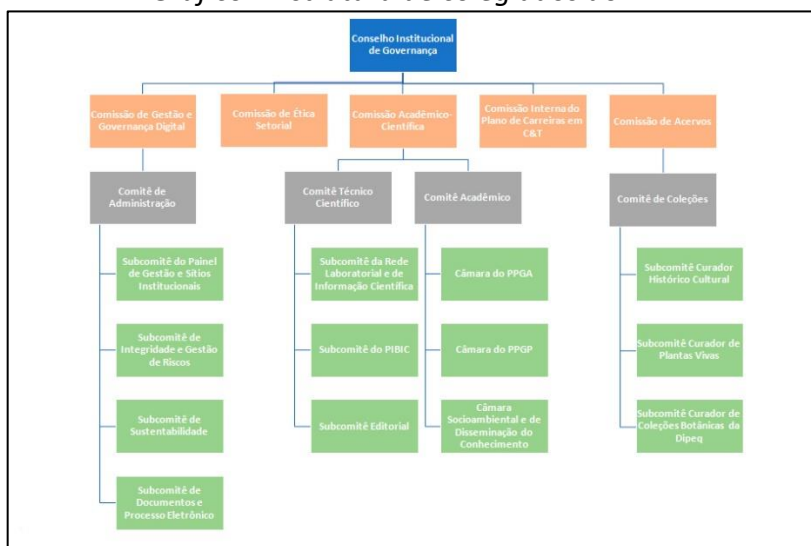 Conselho Institucional
de Governança
Comissão de Gestão e
Governança Digital
Comissão de Ética
Setorial
Comissão Acadêmico-
Científica
Comissão Interna do
Plano de Carreiras em
C&T
Comissão de Acervos
Comitê de
Administração
Comitê Técnico
Científico
Comitê Acadêmico
Comitê de Coleções
Subcomitê do Painel
de Gestão e Sítios
Institucionais
Subcomitê da Rede
Laboratorial e de
Informação Científica
Câmara do PPGA
Subcomitê Curador
Histórico Cultural
Subcomitê de
Integridade e Gestão
de Riscos
Subcomitê do PIBIC
Câmara do PPGP
Subcomitê Curador de
Plantas Vivas
Subcomitê de
Sustentabilidade
Subcomitê Editorial
Câmara
Socioambiental e de
Disseminação do
Conhecimento
Subcomitê Curador de
Coleções Botânicas da
Dipeq
Subcomitê de
Documentos e
Processo Eletrônico